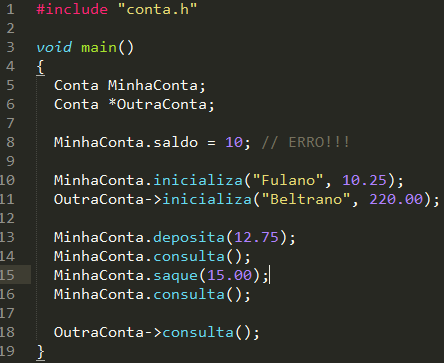 1 #include "conta.h"
2
3 void main()
4 {
5 Conta MinhaConta;
6 Conta *OutraConta;
7
8 MinhaConta.saldo = 10; // ERRO!!!
9
10 MinhaConta.inicializa("Fulano", 10.25);
11 OutraConta->inicializa("Beltrano", 220.00);
12
13 MinhaConta.deposita(12.75);
14 MinhaConta.consulta();
15 MinhaConta.saque(15.00);
16 MinhaConta.consulta();
17
18 OutraConta->consulta();
19 }